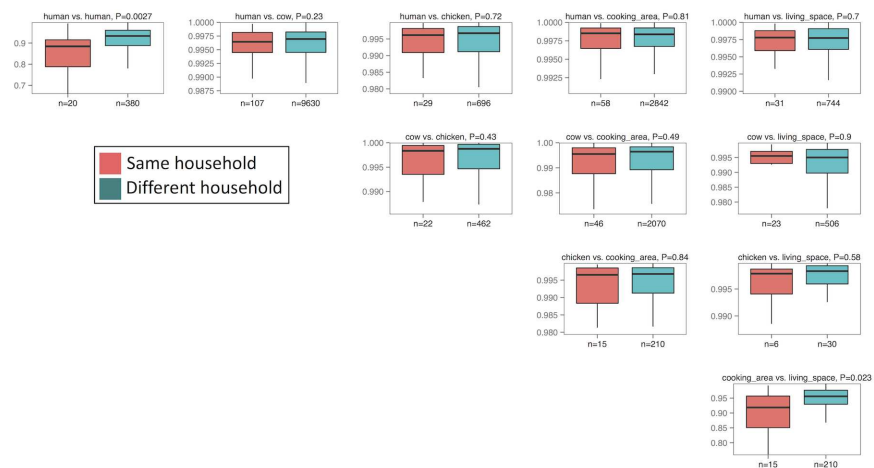 human vs. human, P=0.0027
0.9
0.8
0.7
n=20
n=380
human vs. cow, P=0.23
1.0000
0.9975
0.9950
0.9925
0.9900
0.9875
n=107
n=9630
human vs. chicken, P=0.72
0.995
0.990
0.985
0.980
n=29
n=696
human vs. cooking_area, P=0.81
1.0000
0.9975
0.9950
0.9925
n=58
n=2842
human vs. living_space, P=0.7
1.0000
0.9975
0.9950
0.9925
0.9900
n=31
n=744
Same household
Different household
cow vs. chicken, P=0.43
1.000
0.995
0.990
n=22
n=462
cow vs. cooking_area, P=0.49
1.00
0.99
0.98
n=46
n=2070
cow vs. living_space, P=0.9
0.995
0.990
0.985
0.980
n=23
n=506
chicken vs. cooking_area, P=0.84
0.995
0.990
0.985
0.980
n=15
n=210
chicken vs. living_space, P=0.58
0.995
0.990
n=6
n=30
cooking_area vs. living_space, P=0.023
0.95
0.90
0.85
0.80
n=15
n=210